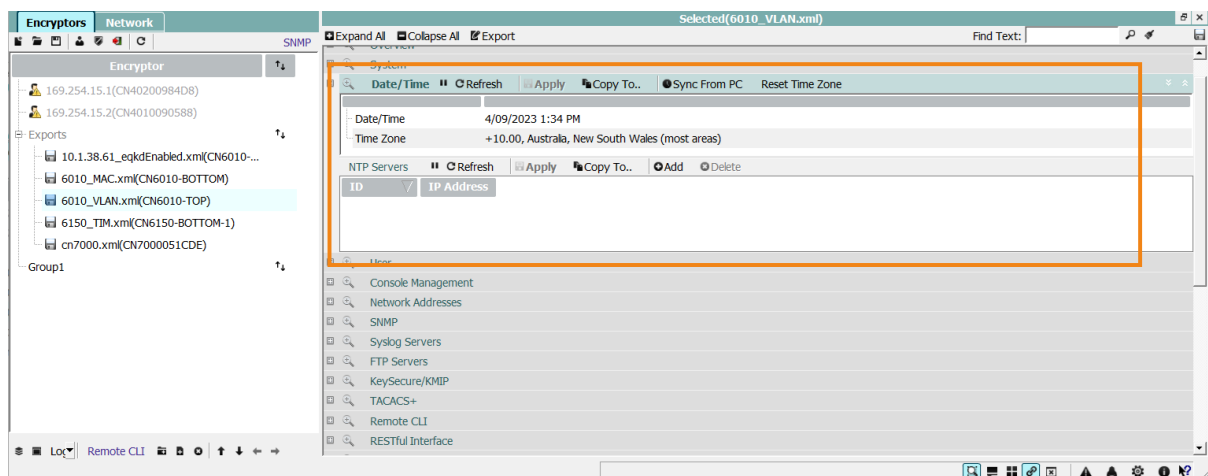 Encryptors Network
Selected(6010_VLAN.xml)
SNMP
Expand All Collapse All Export Find Text:
Encryptor
169.254.15.1(CN40200984D8)
169.254.15.2(CN4010090588)
Exports
10.1.38.61_eqkdEnabled.xml(CN6010-...
6010_MAC.xml(CN6010-BOTTOM)
6010_VLAN.xml(CN6010-TOP)
6150_TIM.xml(CN6150-BOTTOM-1)
cn7000.xml(CN7000051CDE)
Group1
Overview
System
Date/Time Refresh Apply Copy To.. Sync From PC Reset Time Zone
Date/Time 4/09/2023 1:34 PM
Time Zone +10.00, Australia, New South Wales (most areas)
NTP Servers Refresh Apply Copy To.. Add Delete
ID IP Address
User
Console Management
Network Addresses
SNMP
Syslog Servers
FTP Servers
KeySecure/KMIP
TACACS+
Remote CLI
RESTful Interface
Remote CLI